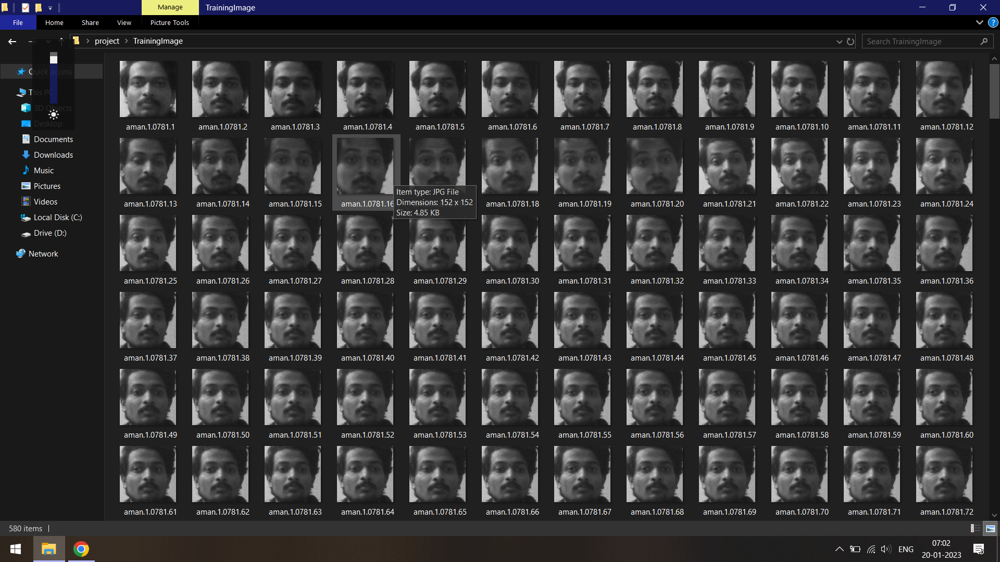 Manage
TrainingImage
File
Home
Share
View
Picture Tools
project
TrainingImage
Search TrainingImage
Quick access
This PC
3D Objects
Desktop
Documents
Downloads
Music
Pictures
Videos
Local Disk (C:)
Drive (D:)
Network
aman.1.0781.1 aman.1.0781.2 aman.1.0781.3 aman.1.0781.4 aman.1.0781.5 aman.1.0781.6 aman.1.0781.7 aman.1.0781.8 aman.1.0781.9 aman.1.0781.10 aman.1.0781.11 aman.1.0781.12
aman.1.0781.13 aman.1.0781.14 aman.1.0781.15 aman.1.0781.16 aman.1.0781.18 aman.1.0781.19 aman.1.0781.20 aman.1.0781.21 aman.1.0781.22 aman.1.0781.23 aman.1.0781.24
Item type: JPG File
Dimensions: 152 x 152
Size: 4.85 KB
aman.1.0781.25 aman.1.0781.26 aman.1.0781.27 aman.1.0781.28 aman.1.0781.29 aman.1.0781.30 aman.1.0781.31 aman.1.0781.32 aman.1.0781.33 aman.1.0781.34 aman.1.0781.35 aman.1.0781.36
aman.1.0781.37 aman.1.0781.38 aman.1.0781.39 aman.1.0781.40 aman.1.0781.41 aman.1.0781.42 aman.1.0781.43 aman.1.0781.44 aman.1.0781.45 aman.1.0781.46 aman.1.0781.47 aman.1.0781.48
aman.1.0781.49 aman.1.0781.50 aman.1.0781.51 aman.1.0781.52 aman.1.0781.53 aman.1.0781.54 aman.1.0781.55 aman.1.0781.56 aman.1.0781.57 aman.1.0781.58 aman.1.0781.59 aman.1.0781.60
aman.1.0781.61 aman.1.0781.62 aman.1.0781.63 aman.1.0781.64 aman.1.0781.65 aman.1.0781.66 aman.1.0781.67 aman.1.0781.68 aman.1.0781.69 aman.1.0781.70 aman.1.0781.71 aman.1.0781.72
580 items
ENG
07:02
20-01-2023